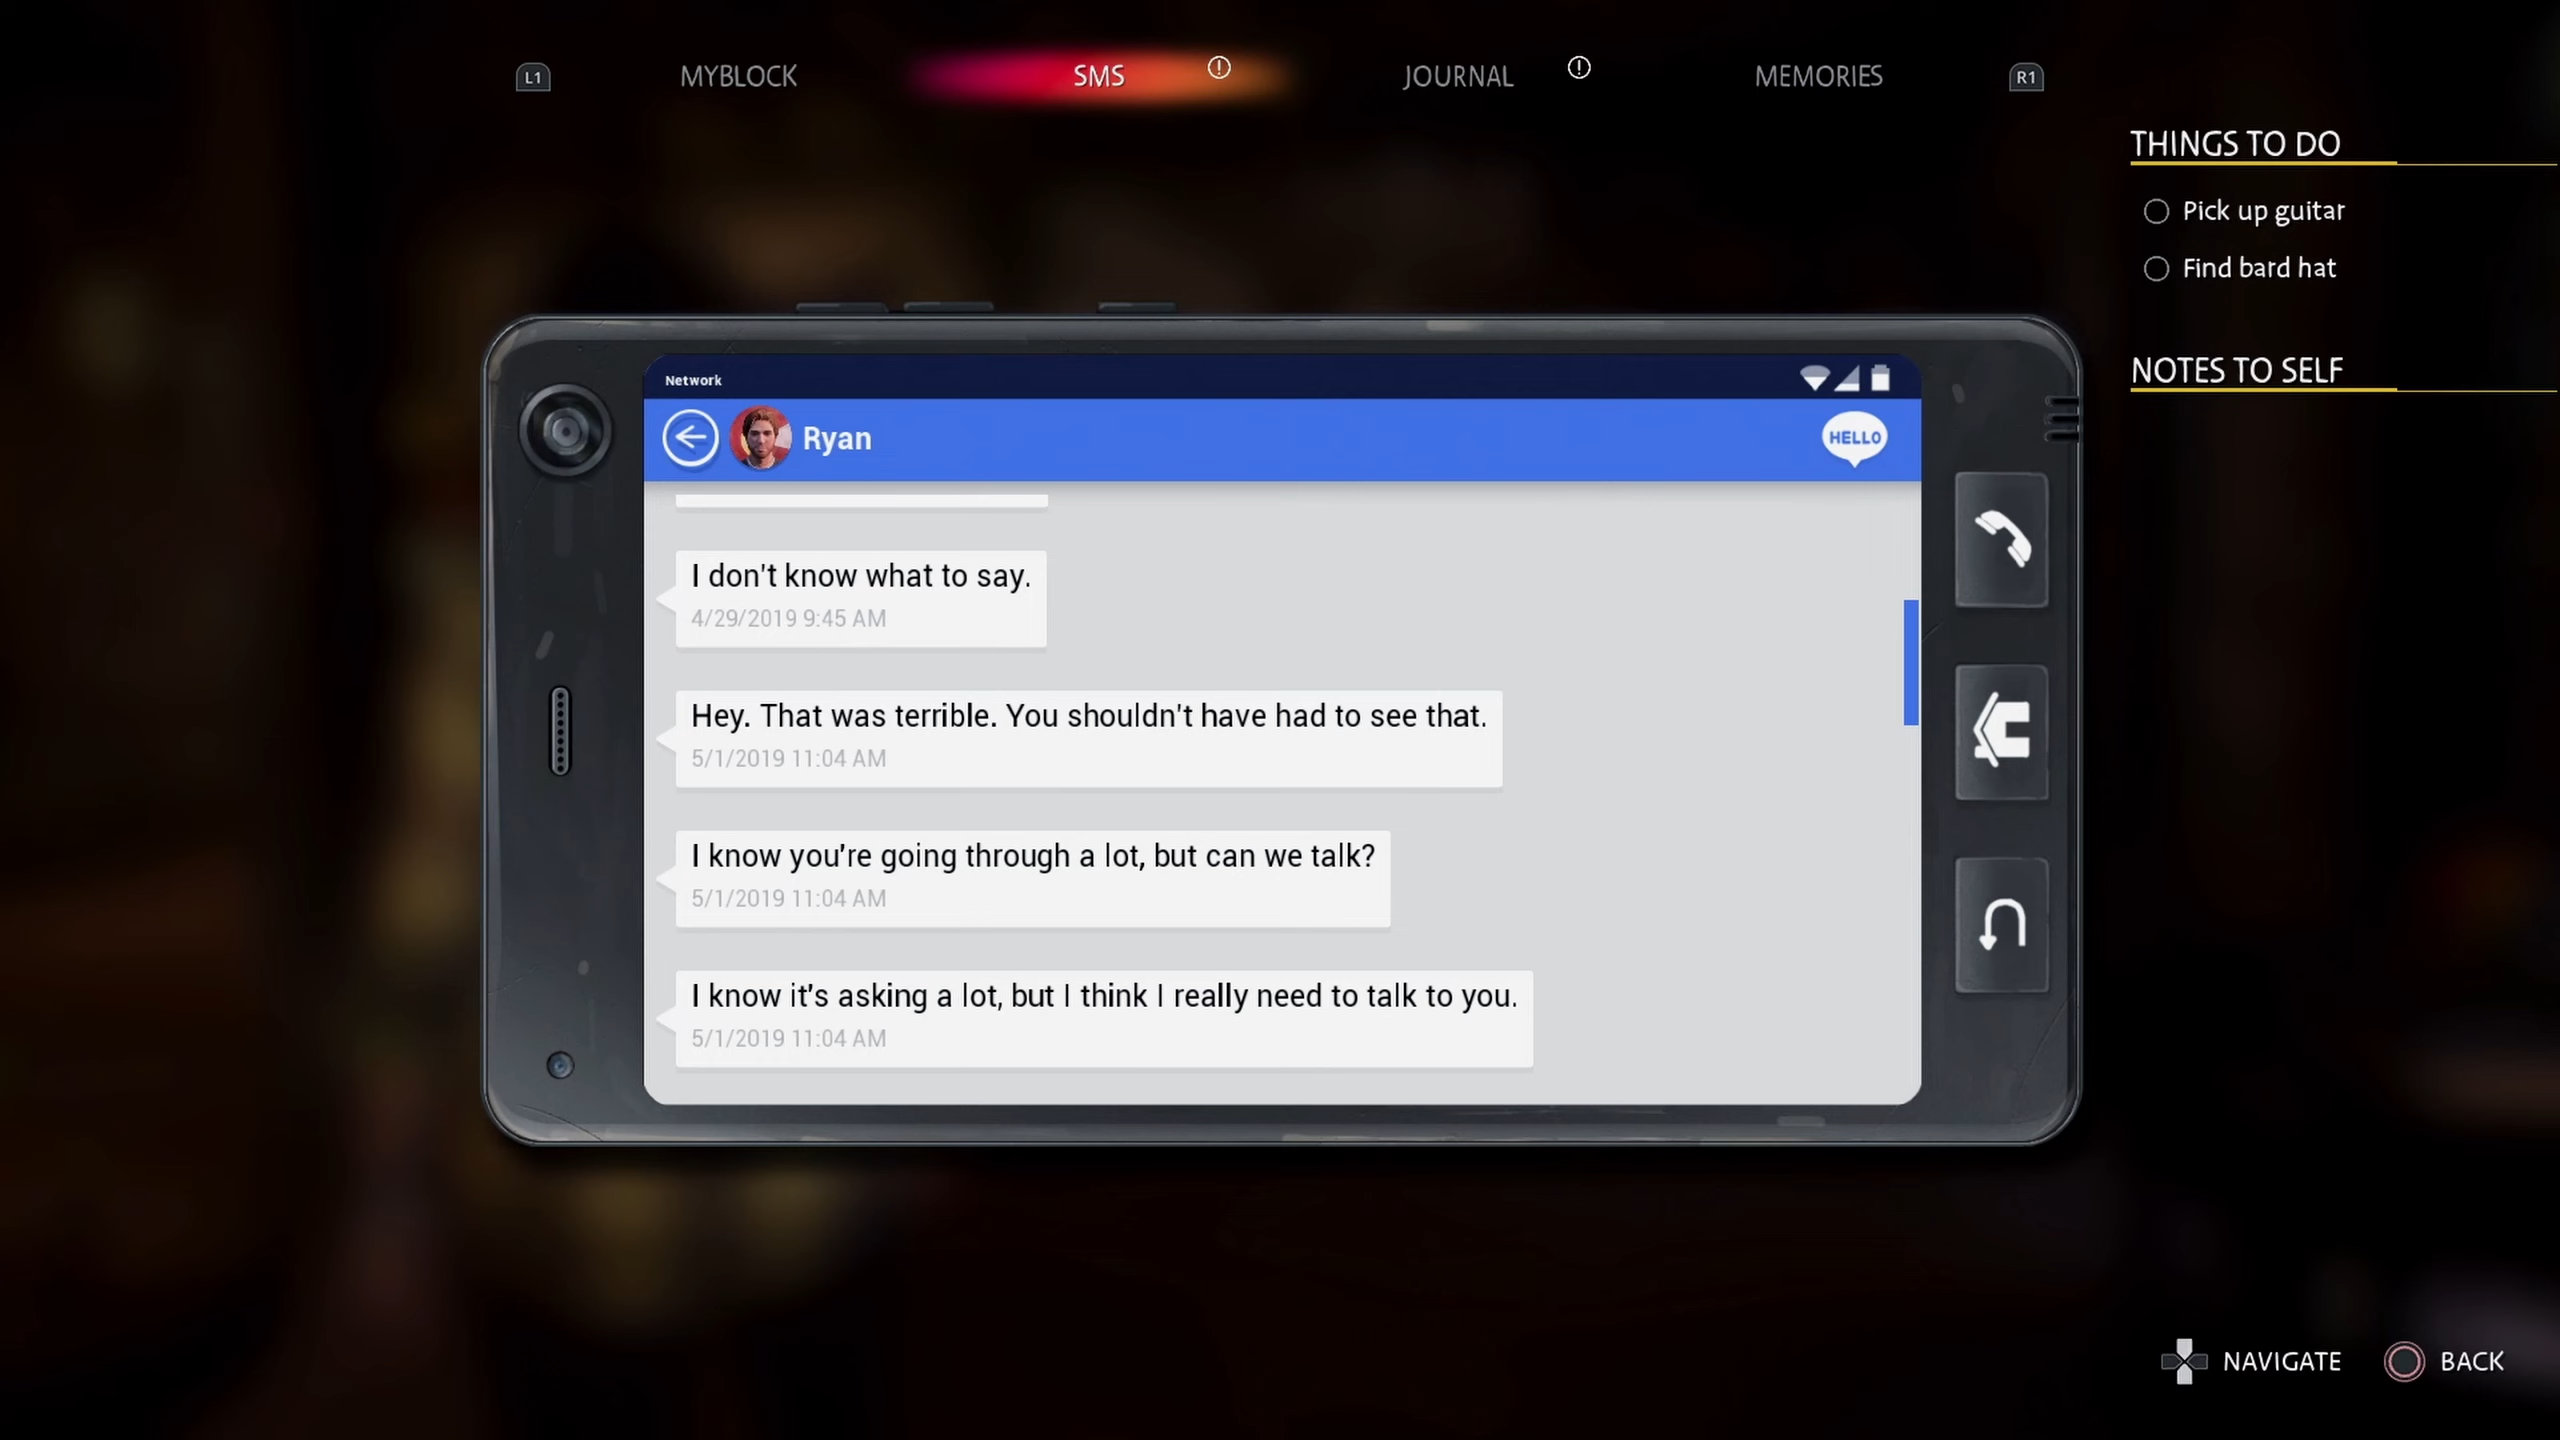 L1
MYBLOCK
SMS
JOURNAL
MEMORIES
R1
THINGS TO DO
Pick up guitar
Find bard hat
NOTES TO SELF
Network
Ryan
HELLO
I don't know what to say.
4/29/2019 9:45 AM
Hey. That was terrible. You shouldn't have had to see that.
5/1/2019 11:04 AM
I know you're going through a lot, but can we talk?
5/1/2019 11:04 AM
I know it's asking a lot, but I think I really need to talk to you.
5/1/2019 11:04 AM
NAVIGATE
BACK